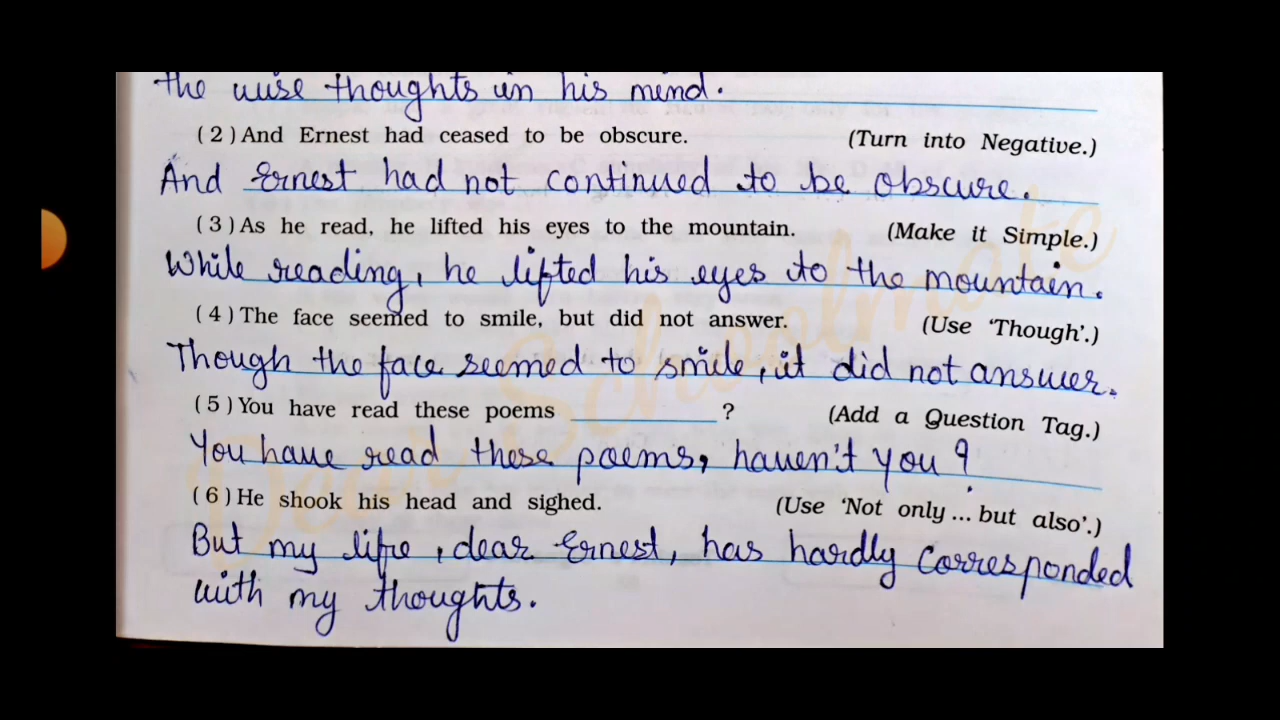 the wise thoughts in his mind.
(2) And Ernest had ceased to be obscure. (Turn into Negative.)
And Ernest had not continued to be obscure.
(3) As he read, he lifted his eyes to the mountain. (Make it Simple.)
While reading, he lifted his eyes to the mountain.
(4) The face seemed to smile, but did not answer. (Use ‘Though’.)
Though the face seemed to smile, it did not answer.
(5) You have read these poems ________ ? (Add a Question Tag.)
You have read these poems, haven't you ?
(6) He shook his head and sighed. (Use ‘Not only ... but also’.)
But my life, dear Ernest, has hardly corresponded
with my thoughts.